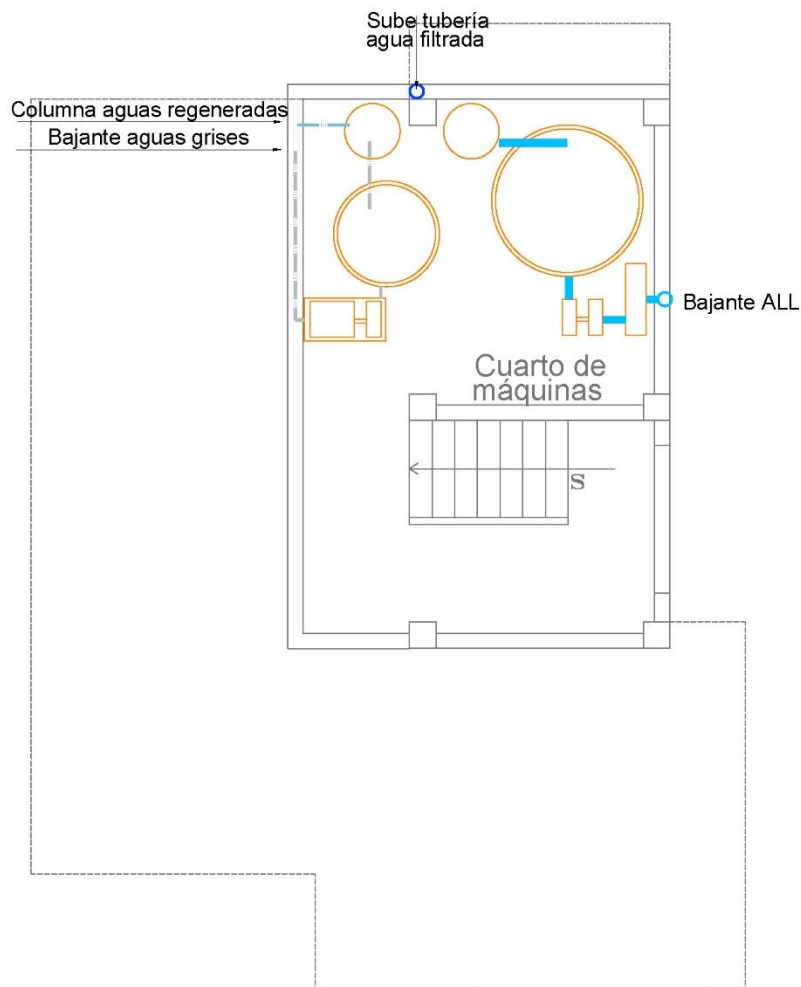 Sube tubería
agua filtrada
Columna aguas regeneradas
Bajante aguas grises
Bajante ALL
Cuarto de
máquinas
S